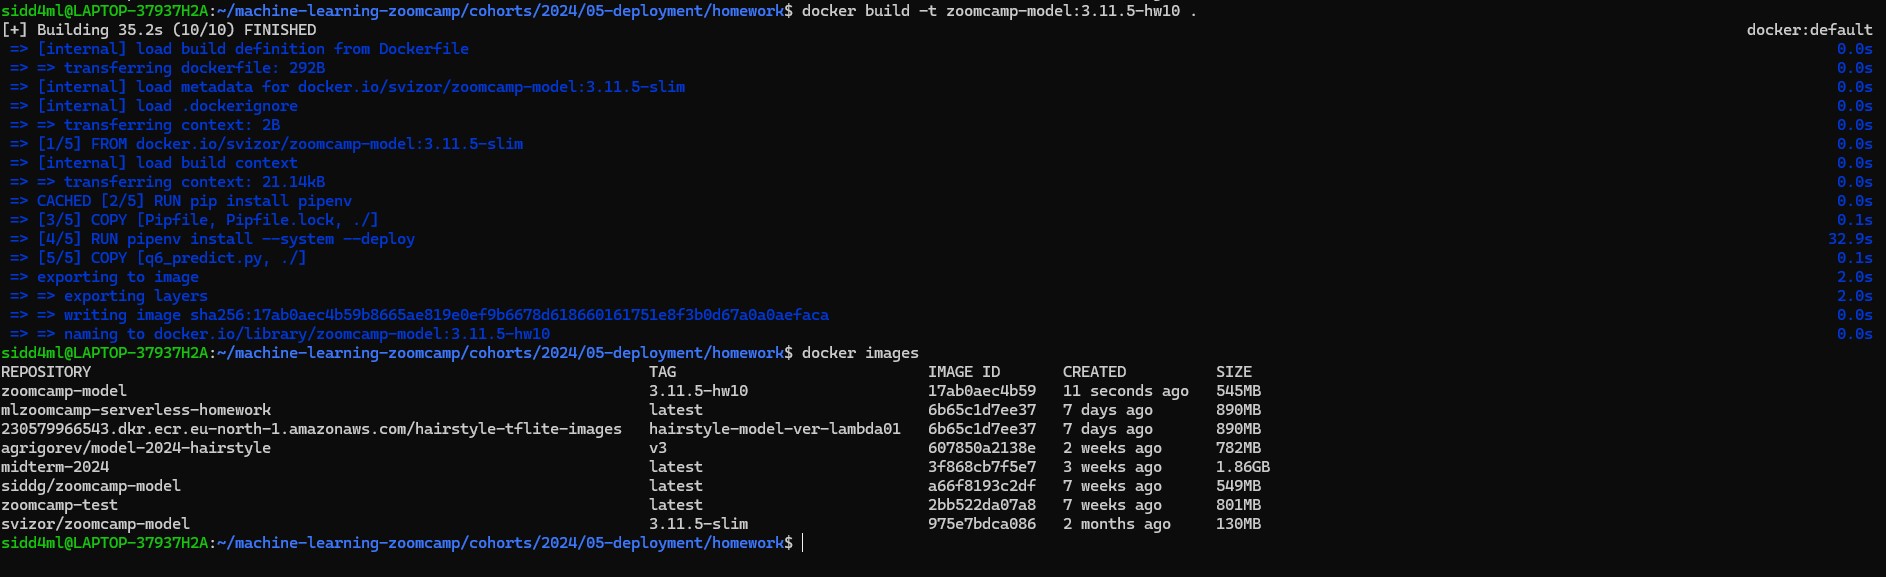 sidd4ml@LAPTOP-37937H2A:~/machine-learning-zoomcamp/cohorts/2024/05-deployment/homework$ docker build -t zoomcamp-model:3.11.5-hw10 .
[+] Building 35.2s (10/10) FINISHED docker:default
=> [internal] load build definition from Dockerfile 0.0s
=> => transferring dockerfile: 292B 0.0s
=> [internal] load metadata for docker.io/svizor/zoomcamp-model:3.11.5-slim 0.0s
=> [internal] load .dockerignore 0.0s
=> => transferring context: 2B 0.0s
=> [1/5] FROM docker.io/svizor/zoomcamp-model:3.11.5-slim 0.0s
=> [internal] load build context 0.0s
=> => transferring context: 21.14kB 0.0s
=> CACHED [2/5] RUN pip install pipenv 0.0s
=> [3/5] COPY [Pipfile, Pipfile.lock, ./] 0.1s
=> [4/5] RUN pipenv install --system --deploy 32.9s
=> [5/5] COPY [q6_predict.py, ./] 0.1s
=> exporting to image 2.0s
=> => exporting layers 2.0s
=> => writing image sha256:17ab0aec4b59b8665ae819e0ef9b6678d618660161751e8f3b0d67a0a0aefaca 0.0s
=> => naming to docker.io/library/zoomcamp-model:3.11.5-hw10 0.0s
sidd4ml@LAPTOP-37937H2A:~/machine-learning-zoomcamp/cohorts/2024/05-deployment/homework$ docker images
REPOSITORY TAG IMAGE ID CREATED SIZE
zoomcamp-model 3.11.5-hw10 17ab0aec4b59 11 seconds ago 545MB
mlzoomcamp-serverless-homework latest 6b65c1d7ee37 7 days ago 890MB
230579966543.dkr.ecr.eu-north-1.amazonaws.com/hairstyle-tflite-images hairstyle-model-ver-lambda01 6b65c1d7ee37 7 days ago 890MB
agrigorev/model-2024-hairstyle v3 607850a2138e 2 weeks ago 782MB
midterm-2024 latest 3f868cb7f5e7 3 weeks ago 1.86GB
siddg/zoomcamp-model latest a66f8193c2df 7 weeks ago 549MB
zoomcamp-test latest 2bb522da07a8 7 weeks ago 801MB
svizor/zoomcamp-model 3.11.5-slim 975e7bdca086 2 months ago 130MB
sidd4ml@LAPTOP-37937H2A:~/machine-learning-zoomcamp/cohorts/2024/05-deployment/homework$